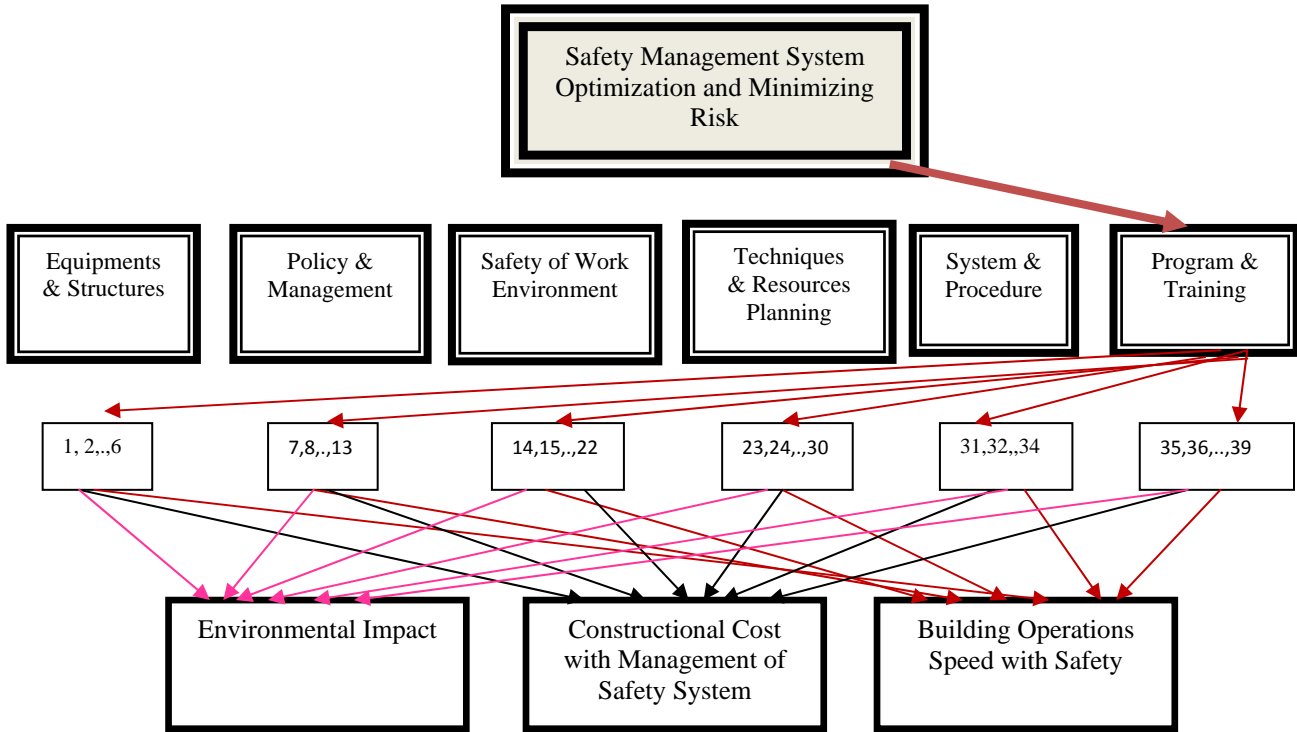 Safety Management System
Optimization and Minimizing
Risk
Equipments
& Structures
Policy &
Management
Safety of Work
Environment
Techniques
& Resources
Planning
System &
Procedure
Program &
Training
1, 2,.,6
7,8,.,13
14,15,.,22
23,24,.,30
31,32,,34
35,36,..,39
Environmental Impact
Constructional Cost
with Management of
Safety System
Building Operations
Speed with Safety